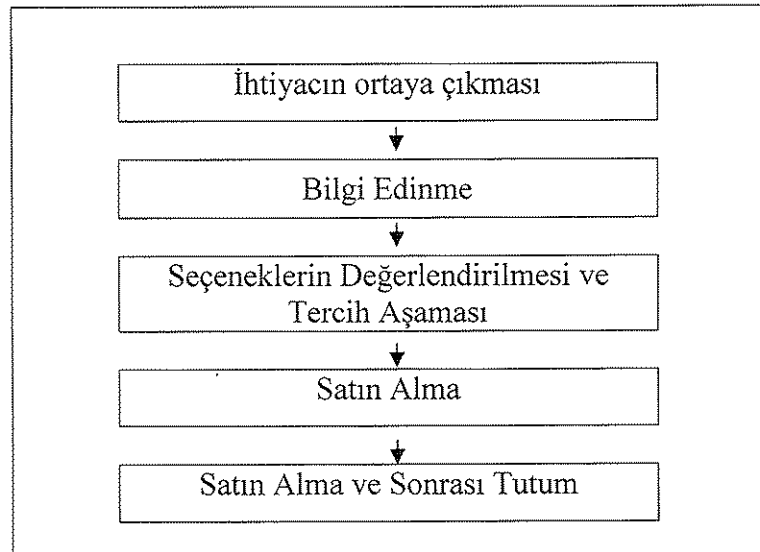 İhtiyacın ortaya çıkması
Bilgi Edinme
Seçeneklerin Değerlendirilmesi ve
Tercih Aşaması
Satın Alma
Satın Alma ve Sonrası Tutum